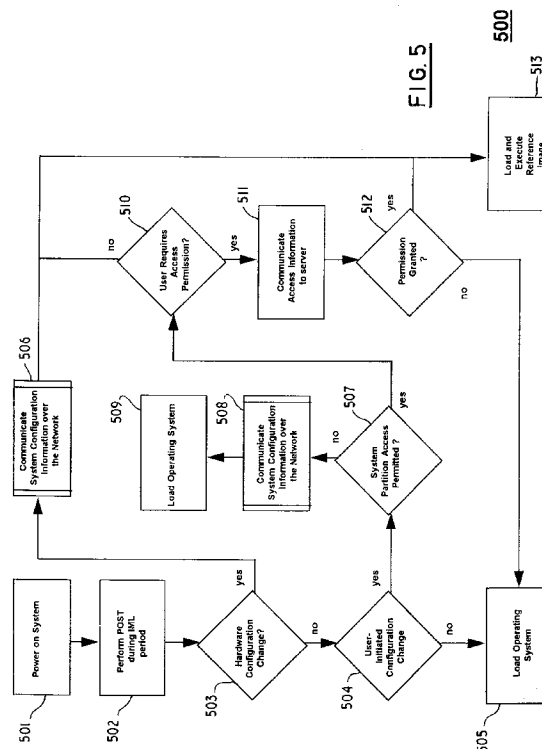 501
Power on System
502
Perform POST
during IML
period
503
Hardware
Configuration
Change?
yes
no
504
User-
Initiated
Cnnfiguration
Change
yes
no
505
Load Operating
System
506
Communicate
System Configuration
Information over
the Network
507
System
Partition Access
Permitted ?
no
yes
508
Communicate
System Configuration
Information over
the Network
509
Load Operating System
510
User Requires
Access
Permission?
no
yes
511
Communicate
Access Information
to server
512
Permission
Granted
?
yes
no
FIG. 5
500
513
Load and
Execute
Reference
Image